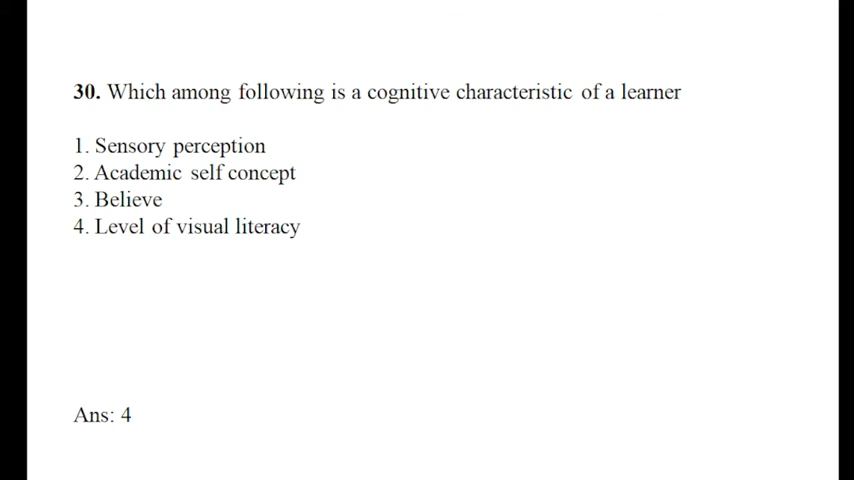 30. Which among following is a cognitive characteristic of a learner
1. Sensory perception
2. Academic self concept
3. Believe
4. Level of visual literacy
Ans: 4